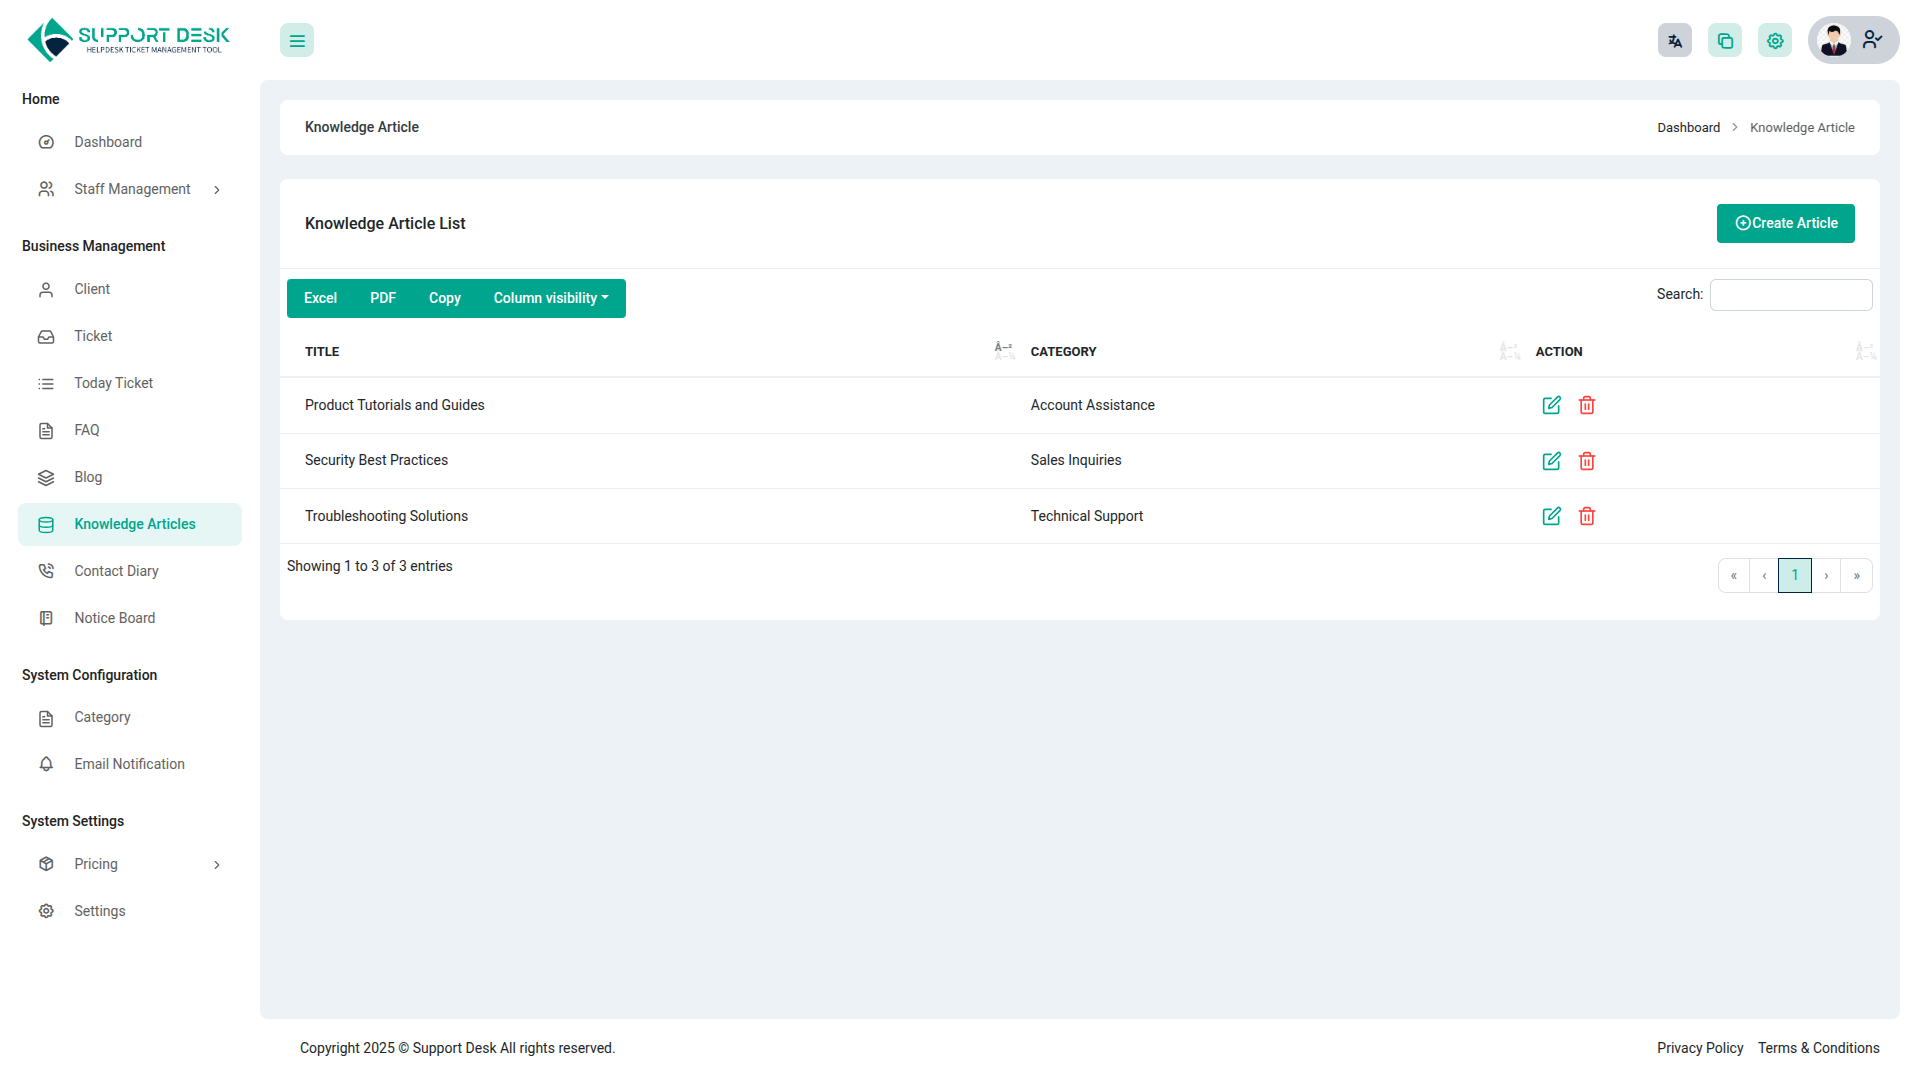 SUPPORT DESK
HELPDESK TICKET MANAGEMENT TOOL
Home
Dashboard
Staff Management
Business Management
Client
Ticket
Today Ticket
FAQ
Blog
Knowledge Articles
Contact Diary
Notice Board
System Configuration
Category
Email Notification
System Settings
Pricing
Settings
Knowledge Article
Dashboard > Knowledge Article
Knowledge Article List
Create Article
Excel PDF Copy Column visibility
Search:
TITLE CATEGORY ACTION
Product Tutorials and Guides Account Assistance
Security Best Practices Sales Inquiries
Troubleshooting Solutions Technical Support
Showing 1 to 3 of 3 entries
« ‹ 1 › »
Copyright 2025 © Support Desk All rights reserved.
Privacy Policy Terms & Conditions